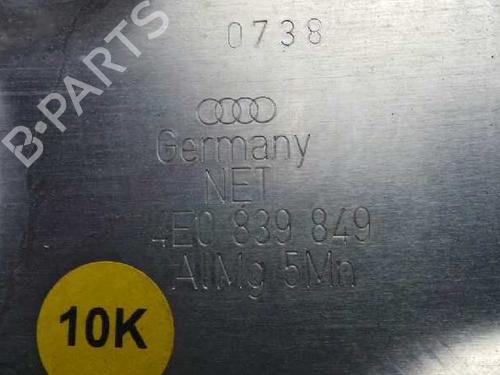 B-PARTS
0738
Germany
NET
4E0 839 849
AlMg 5Mn
10K